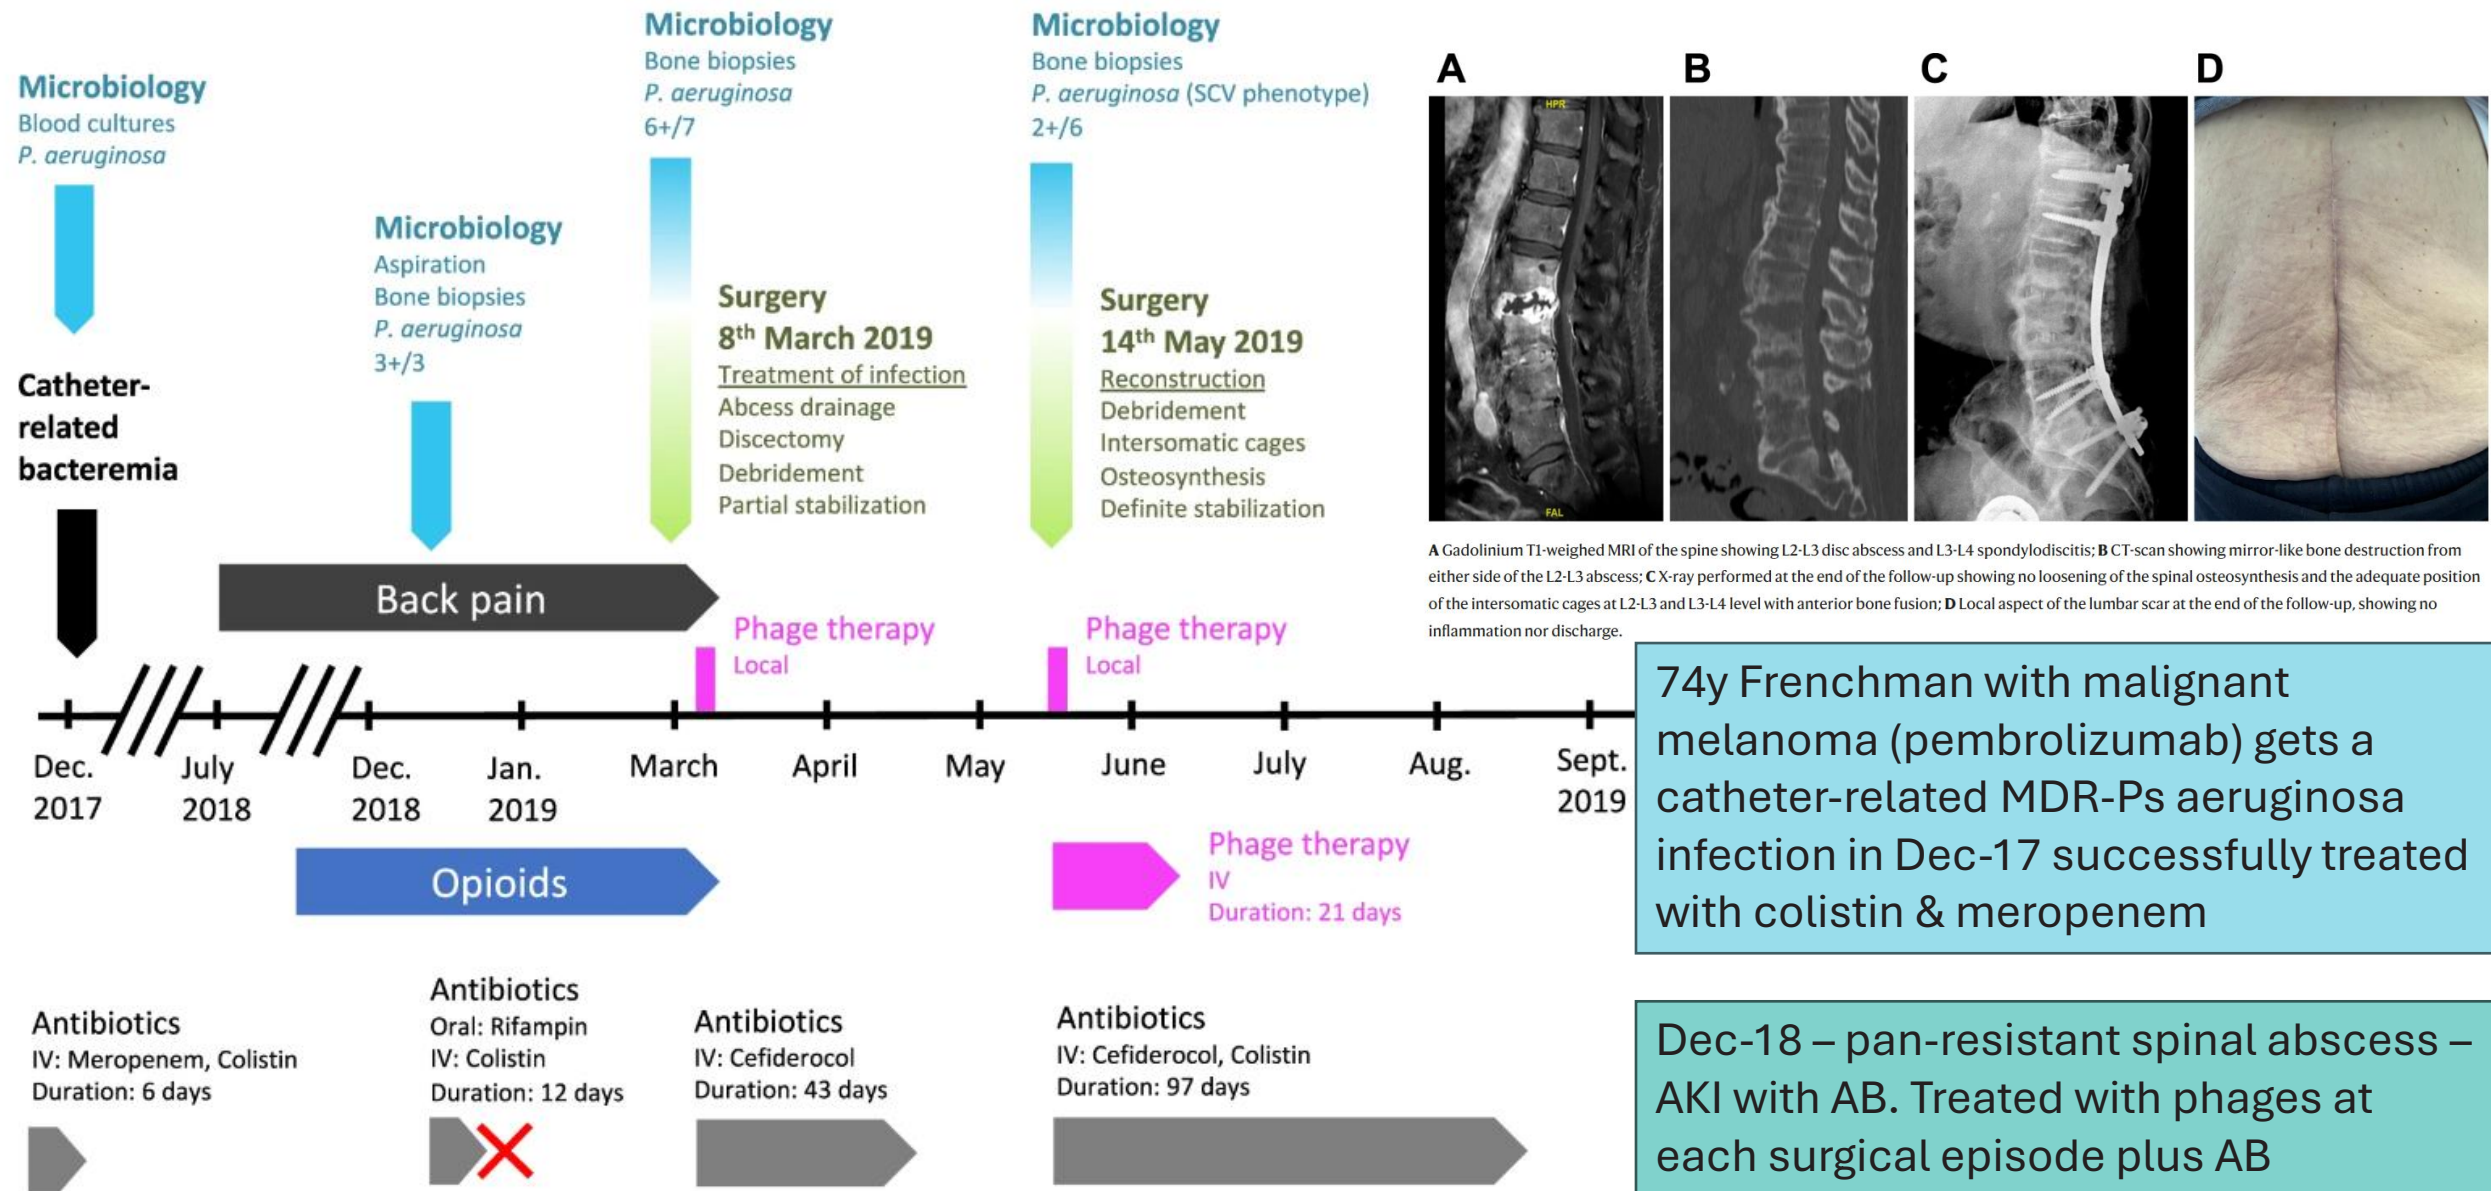 Microbiology
Blood cultures
P. aeruginosa
Catheter-
related
bacteremia
Microbiology
Aspiration
Bone biopsies
P. aeruginosa
3+/3
Microbiology
Bone biopsies
P. aeruginosa
6+/7
Surgery
8th March 2019
Treatment of infection
Abcess drainage
Discectomy
Debridement
Partial stabilization
Microbiology
Bone biopsies
P. aeruginosa (SCV phenotype)
2+/6
Surgery
14th May 2019
Reconstruction
Debridement
Intersomatic cages
Osteosynthesis
Definite stabilization
A B C D
HPR
FAL
A Gadolinium T1-weighed MRI of the spine showing L2-L3 disc abscess and L3-L4 spondylodiscitis; B CT-scan showing mirror-like bone destruction from
either side of the L2-L3 abscess; C X-ray performed at the end of the follow-up showing no loosening of the spinal osteosynthesis and the adequate position
of the intersomatic cages at L2-L3 and L3-L4 level with anterior bone fusion; D Local aspect of the lumbar scar at the end of the follow-up, showing no
inflammation nor discharge.
Back pain
Phage therapy
Local
Phage therapy
Local
Dec.
2017
July
2018
Dec.
2018
Jan.
2019
March
April
May
June
July
Aug.
Sept.
2019
Opioids
Phage therapy
IV
Duration: 21 days
Antibiotics
IV: Meropenem, Colistin
Duration: 6 days
Antibiotics
Oral: Rifampin
IV: Colistin
Duration: 12 days
Antibiotics
IV: Cefiderocol
Duration: 43 days
Antibiotics
IV: Cefiderocol, Colistin
Duration: 97 days
74y Frenchman with malignant
melanoma (pembrolizumab) gets a
catheter-related MDR-Ps aeruginosa
infection in Dec-17 successfully treated
with colistin & meropenem
Dec-18 – pan-resistant spinal abscess –
AKI with AB. Treated with phages at
each surgical episode plus AB